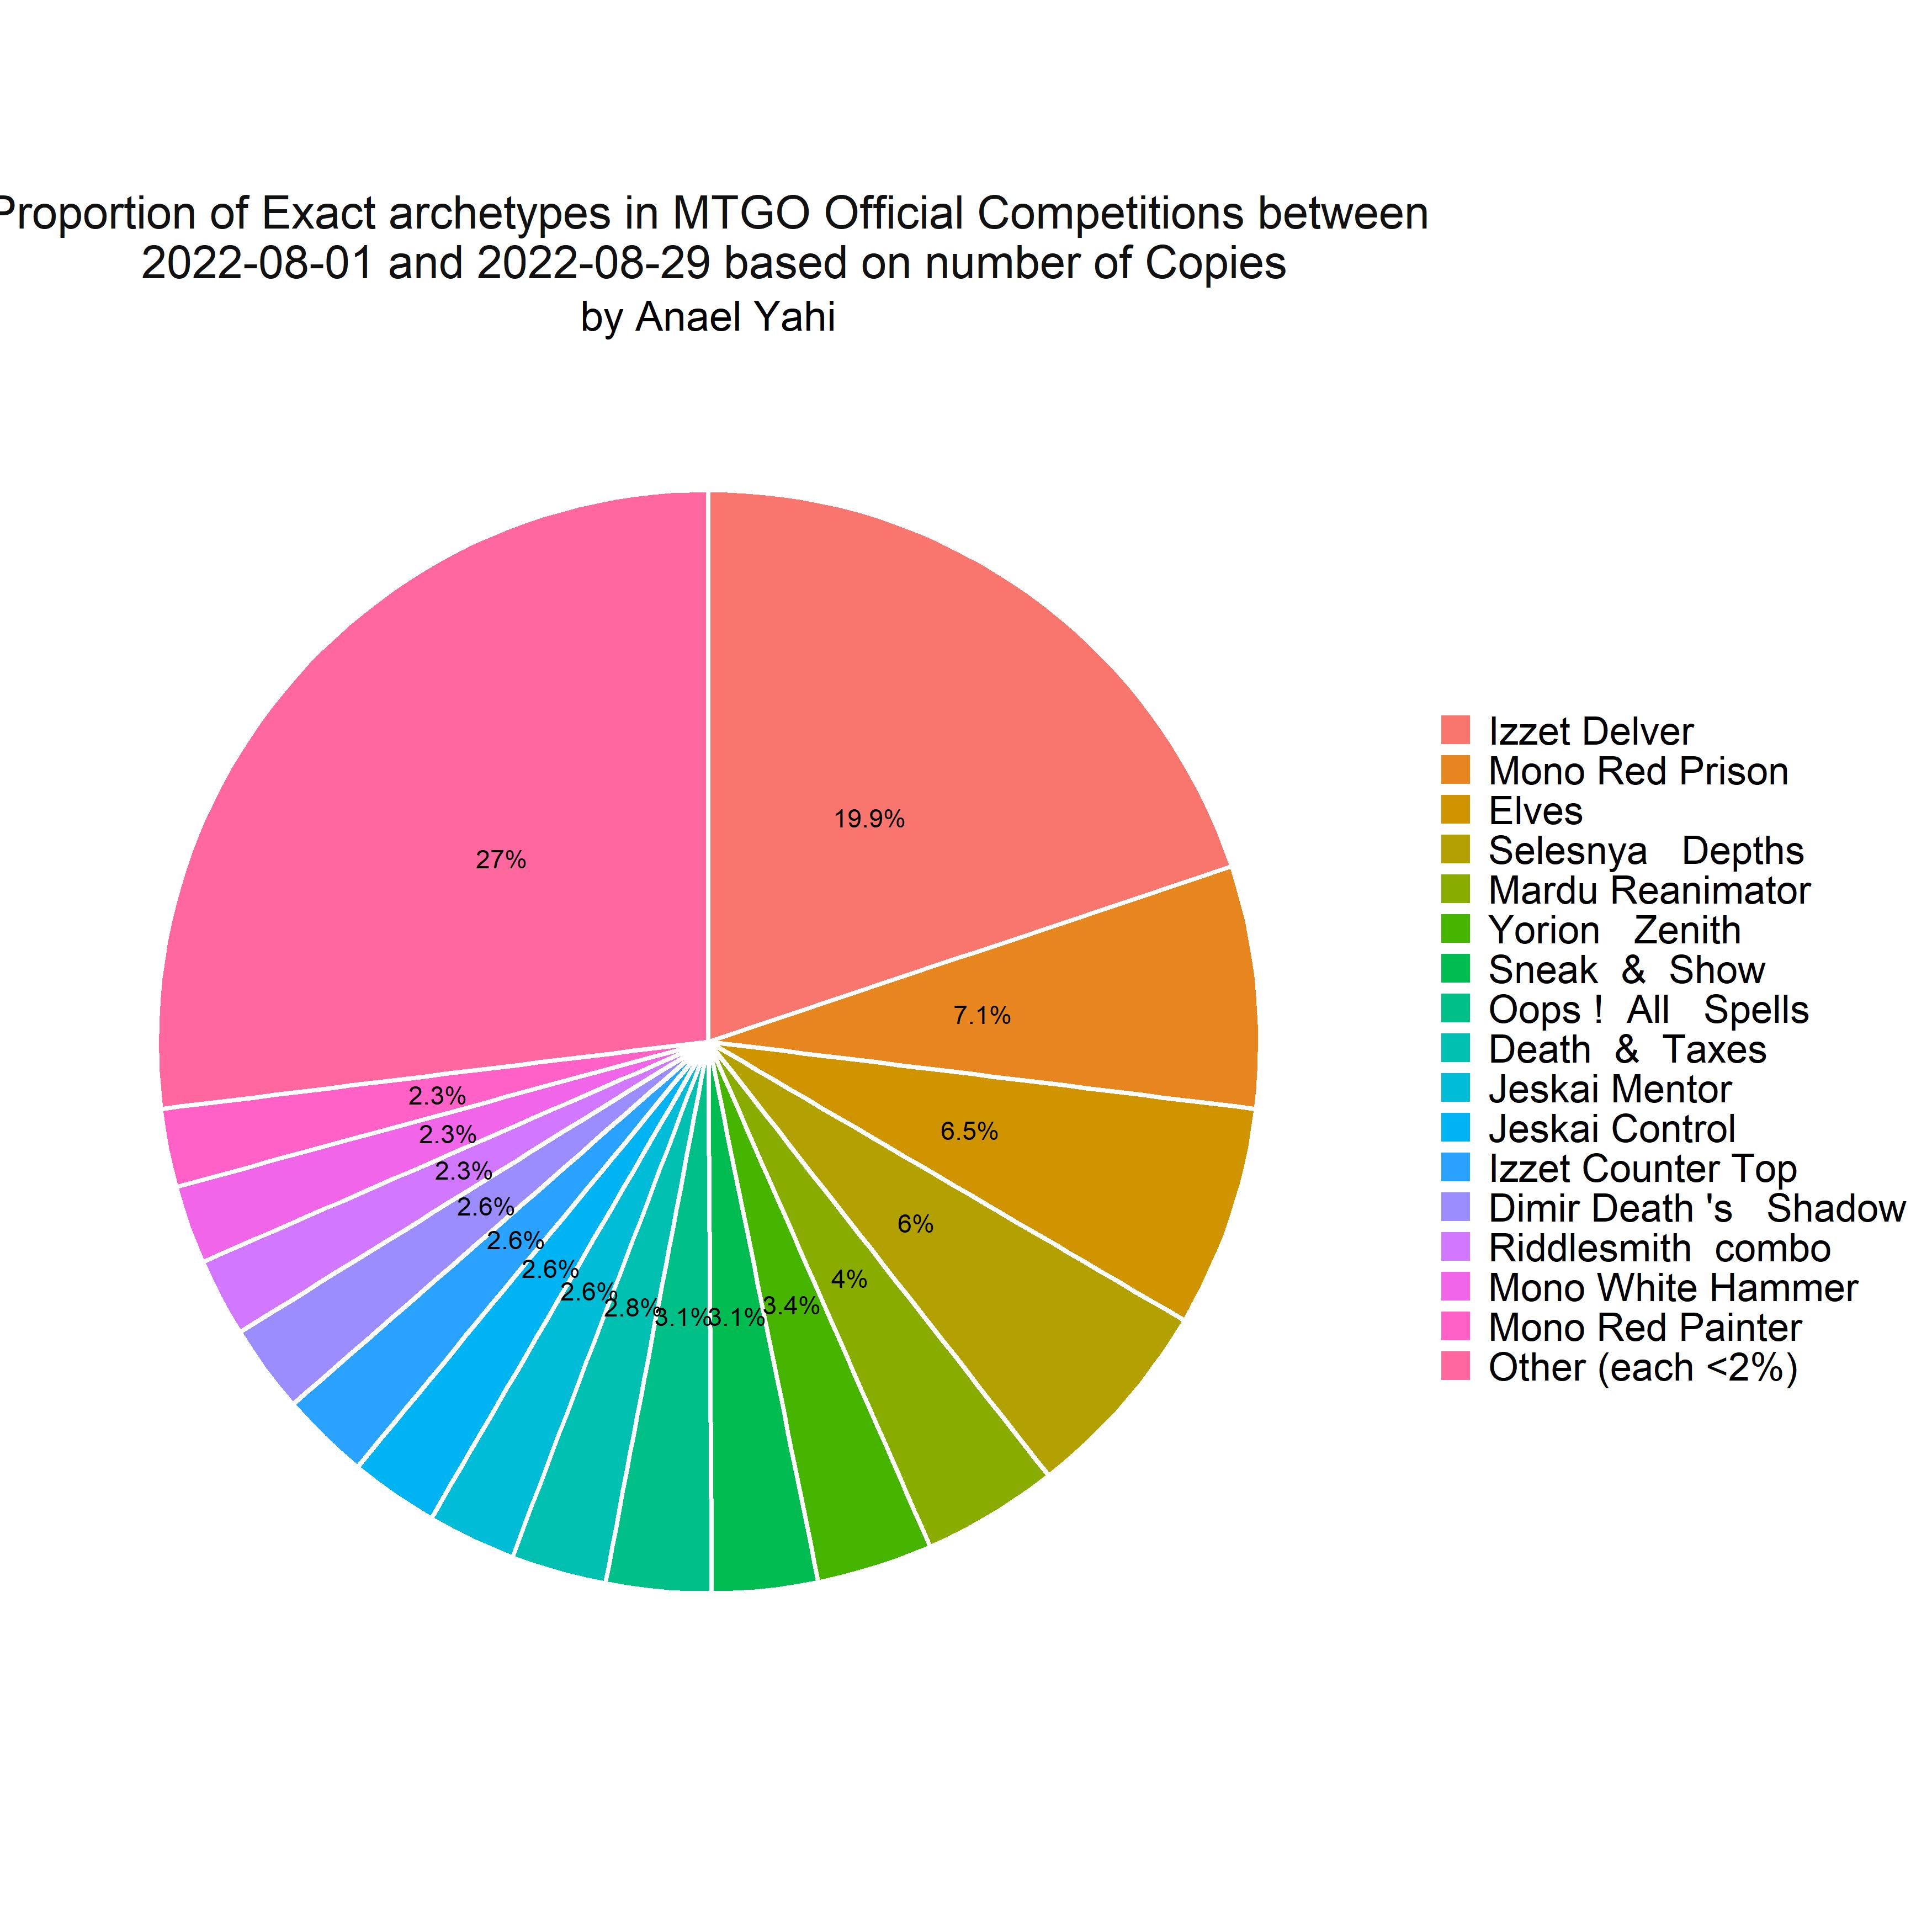 Proportion of Exact archetypes in MTGO Official Competitions between
2022-08-01 and 2022-08-29 based on number of Copies
by Anael Yahi
19.9%
27%
7.1%
6.5%
6%
4%
3.4%
3.1%
3.1%
2.8%
2.6%
2.6%
2.6%
2.6%
2.3%
2.3%
2.3%
Izzet Delver
Mono Red Prison
Elves
Selesnya Depths
Mardu Reanimator
Yorion Zenith
Sneak & Show
Oops ! All Spells
Death & Taxes
Jeskai Mentor
Jeskai Control
Izzet Counter Top
Dimir Death 's Shadow
Riddlesmith combo
Mono White Hammer
Mono Red Painter
Other (each <2%)